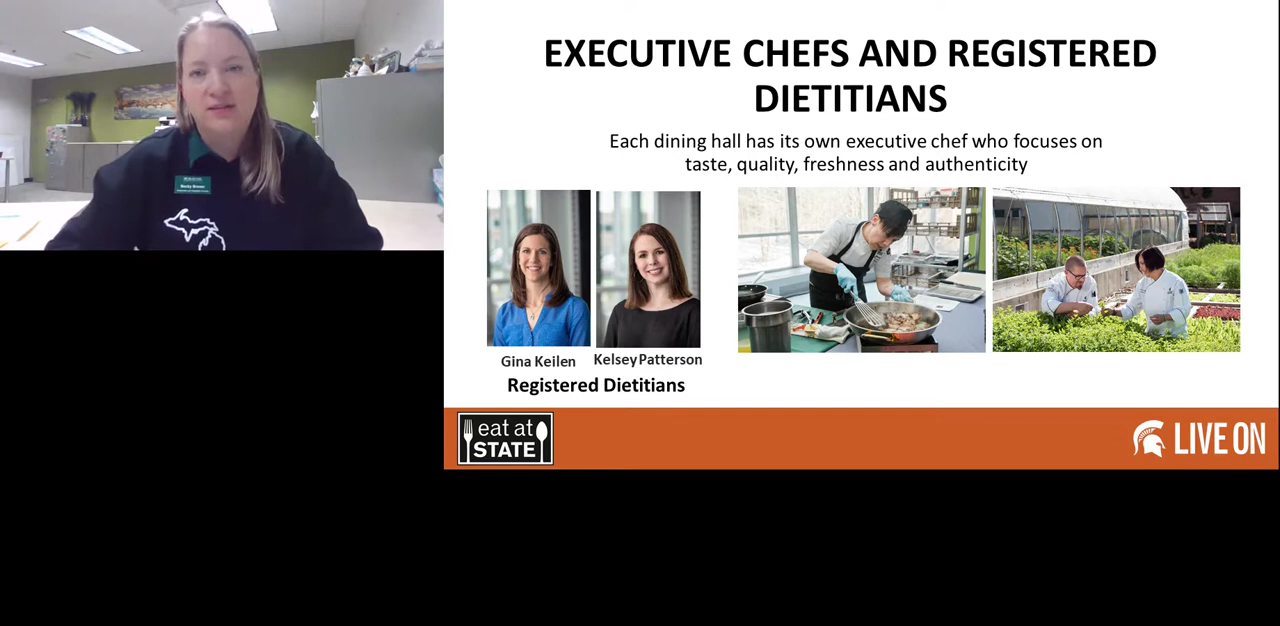 EXECUTIVE CHEFS AND REGISTERED
DIETITIANS
Each dining hall has its own executive chef who focuses on
taste, quality, freshness and authenticity
Gina Keilen
Kelsey Patterson
Registered Dietitians
eat at
STATE
LIVE ON